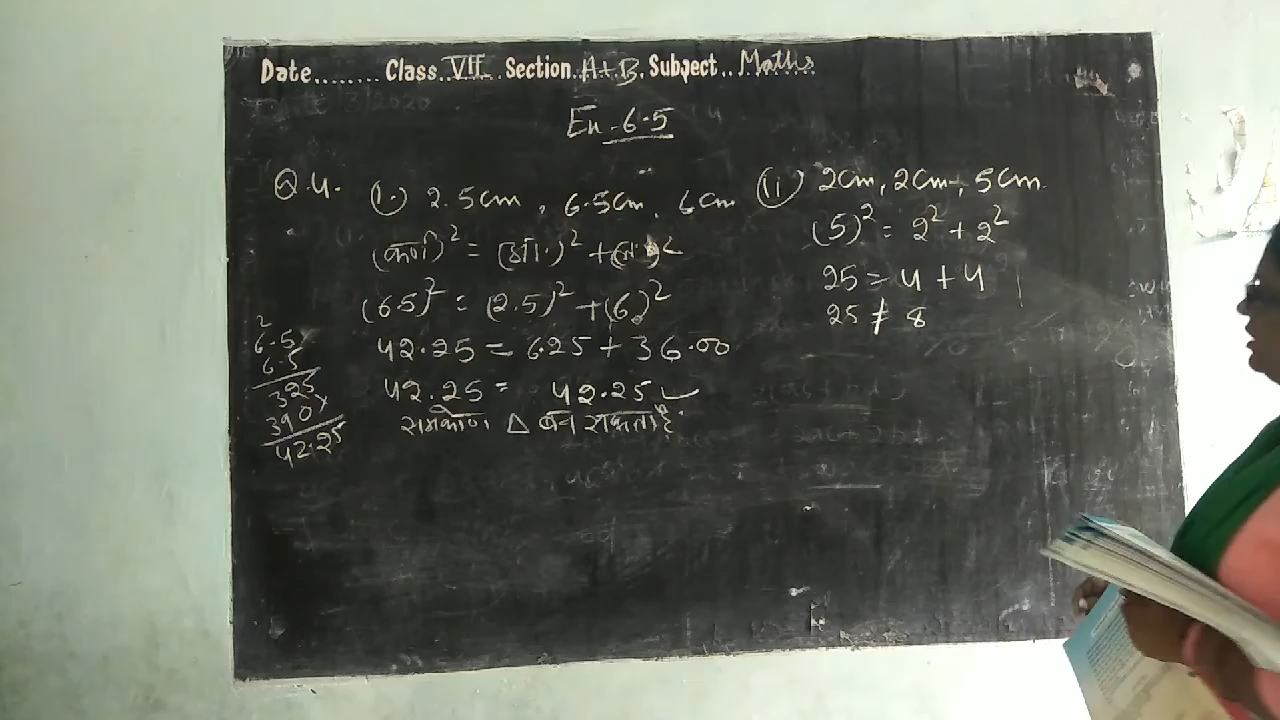 Date........ Class VII Section A+B. Subject Maths
Ex-6.5
Q.4. (i) 2.5cm, 6.5cm, 6cm
(कर्ण)² = (आ.)² + (ल.)²
(6.5)² = (2.5)² + (6)²
42.25 = 6.25 + 36.00
42.25 = 42.25 ✓
समकोण △ बन सकता है
2
6.5×
6.5
325
390×
42.25
(ii) 2cm, 2cm, 5cm
(5)² = 2² + 2²
25 = 4 + 4
25 ≠ 8